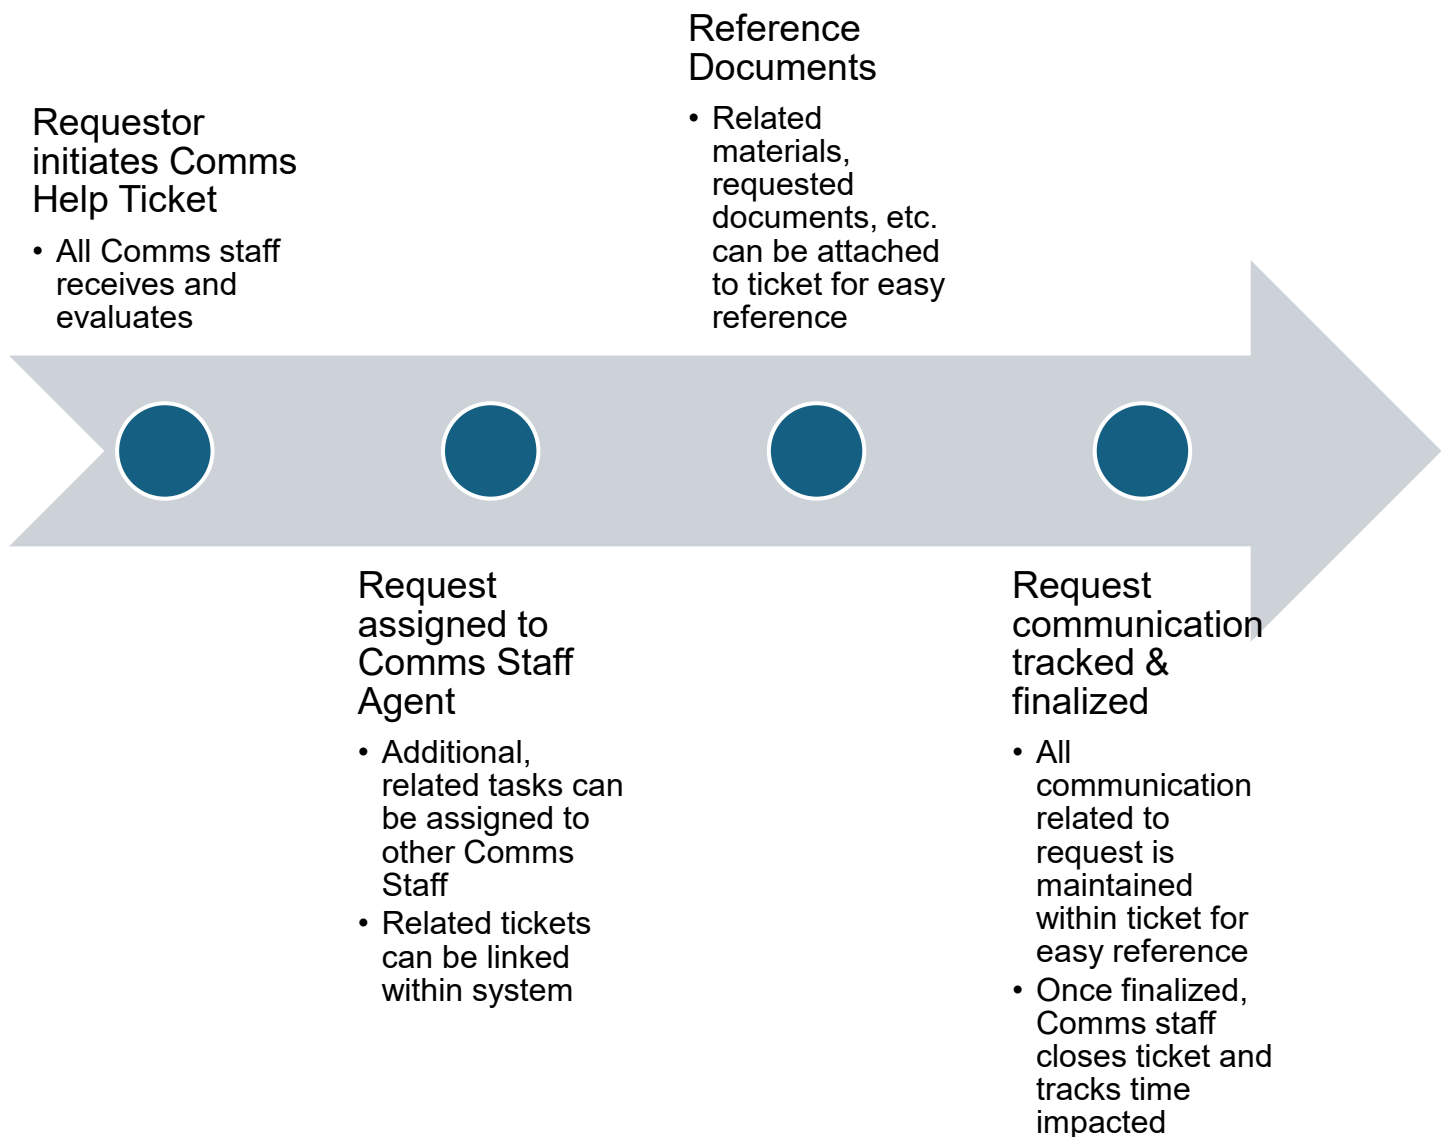 Requestor
initiates Comms
Help Ticket
• All Comms staff
receives and
evaluates
Request
assigned to
Comms Staff
Agent
• Additional,
related tasks can
be assigned to
other Comms
Staff
• Related tickets
can be linked
within system
Reference
Documents
• Related
materials,
requested
documents, etc.
can be attached
to ticket for easy
reference
Request
communication
tracked &
finalized
• All
communication
related to
request is
maintained
within ticket for
easy reference
• Once finalized,
Comms staff
closes ticket and
tracks time
impacted